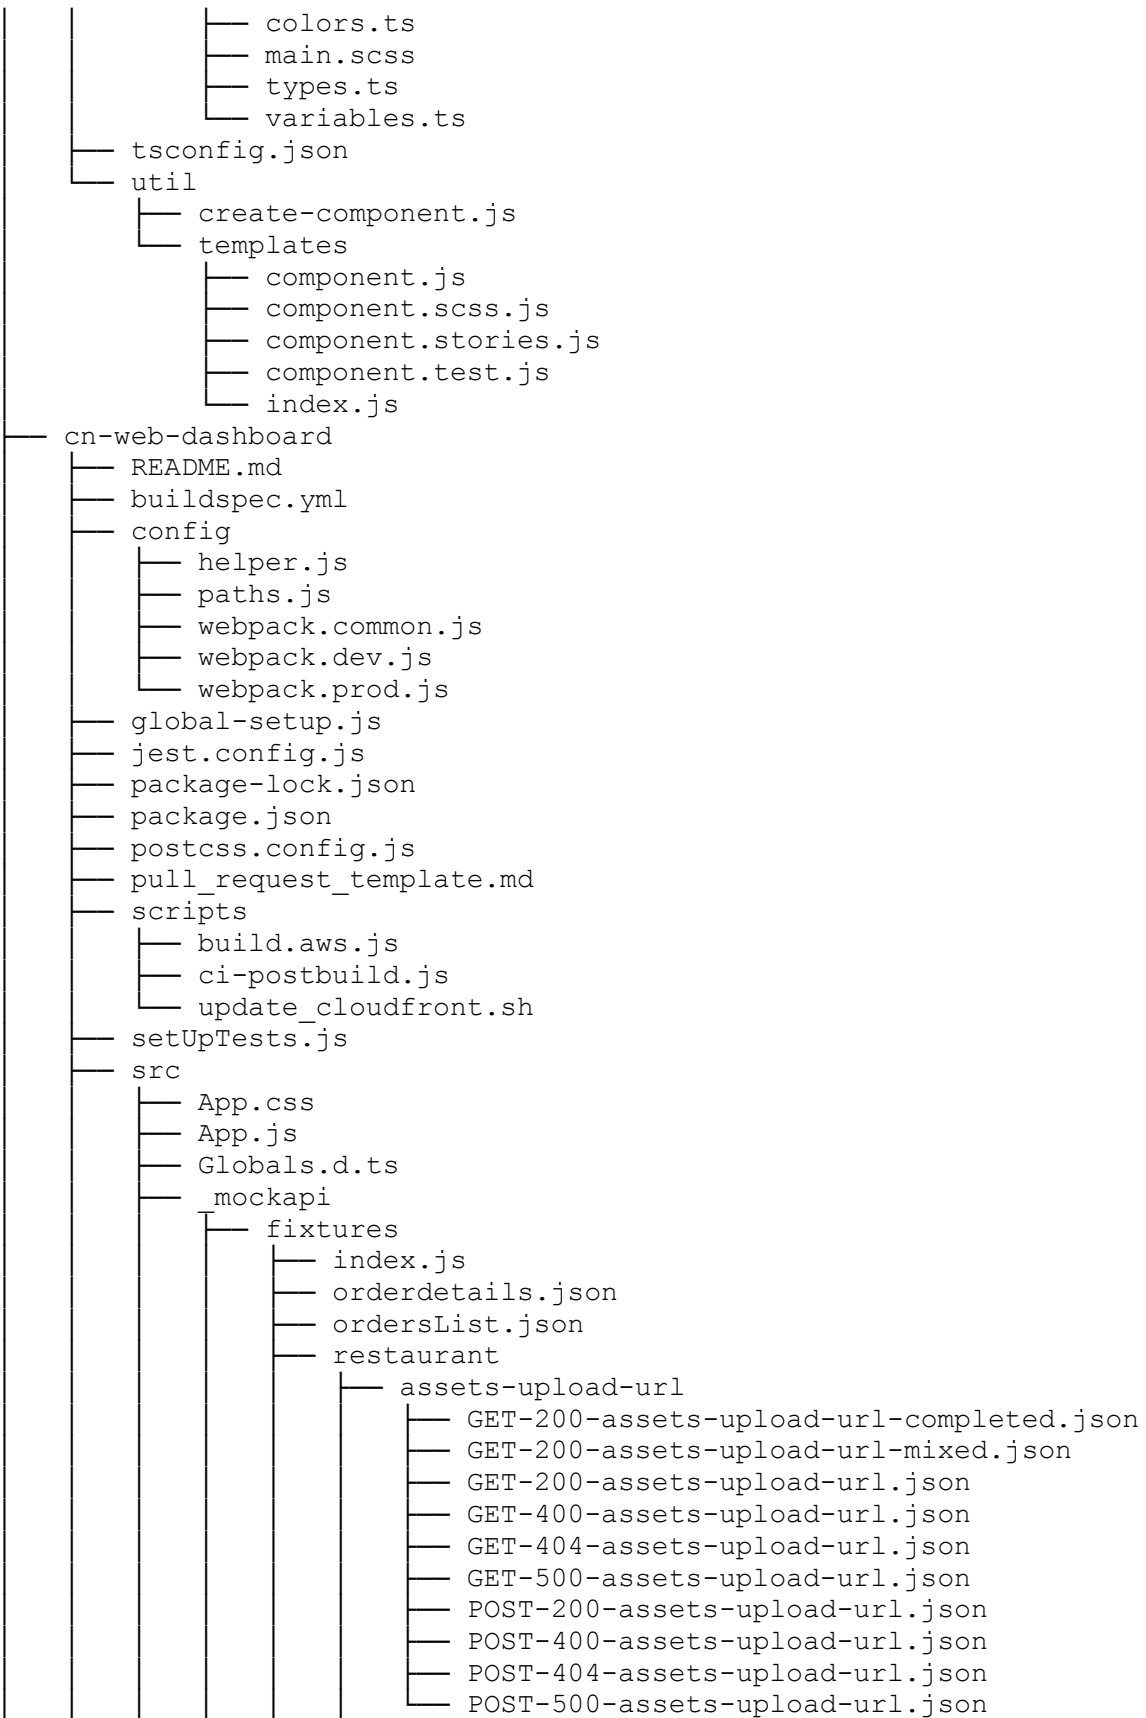 │   │       ├── colors.ts
│   │       ├── main.scss
│   │       ├── types.ts
│   │       └── variables.ts
│   ├── tsconfig.json
│   └── util
│       ├── create-component.js
│       └── templates
│           ├── component.js
│           ├── component.scss.js
│           ├── component.stories.js
│           ├── component.test.js
│           └── index.js
├── cn-web-dashboard
│   ├── README.md
│   ├── buildspec.yml
│   ├── config
│   │   ├── helper.js
│   │   ├── paths.js
│   │   ├── webpack.common.js
│   │   ├── webpack.dev.js
│   │   └── webpack.prod.js
│   ├── global-setup.js
│   ├── jest.config.js
│   ├── package-lock.json
│   ├── package.json
│   ├── postcss.config.js
│   ├── pull_request_template.md
│   ├── scripts
│   │   ├── build.aws.js
│   │   ├── ci-postbuild.js
│   │   └── update_cloudfront.sh
│   ├── setUpTests.js
│   ├── src
│   │   ├── App.css
│   │   ├── App.js
│   │   ├── Globals.d.ts
│   │   ├── _mockapi
│   │   │   ├── fixtures
│   │   │   │   ├── index.js
│   │   │   │   ├── orderdetails.json
│   │   │   │   ├── ordersList.json
│   │   │   │   ├── restaurant
│   │   │   │   │   ├── assets-upload-url
│   │   │   │   │   │   ├── GET-200-assets-upload-url-completed.json
│   │   │   │   │   │   ├── GET-200-assets-upload-url-mixed.json
│   │   │   │   │   │   ├── GET-200-assets-upload-url.json
│   │   │   │   │   │   ├── GET-400-assets-upload-url.json
│   │   │   │   │   │   ├── GET-404-assets-upload-url.json
│   │   │   │   │   │   ├── GET-500-assets-upload-url.json
│   │   │   │   │   │   ├── POST-200-assets-upload-url.json
│   │   │   │   │   │   ├── POST-400-assets-upload-url.json
│   │   │   │   │   │   ├── POST-404-assets-upload-url.json
│   │   │   │   │   │   └── POST-500-assets-upload-url.json